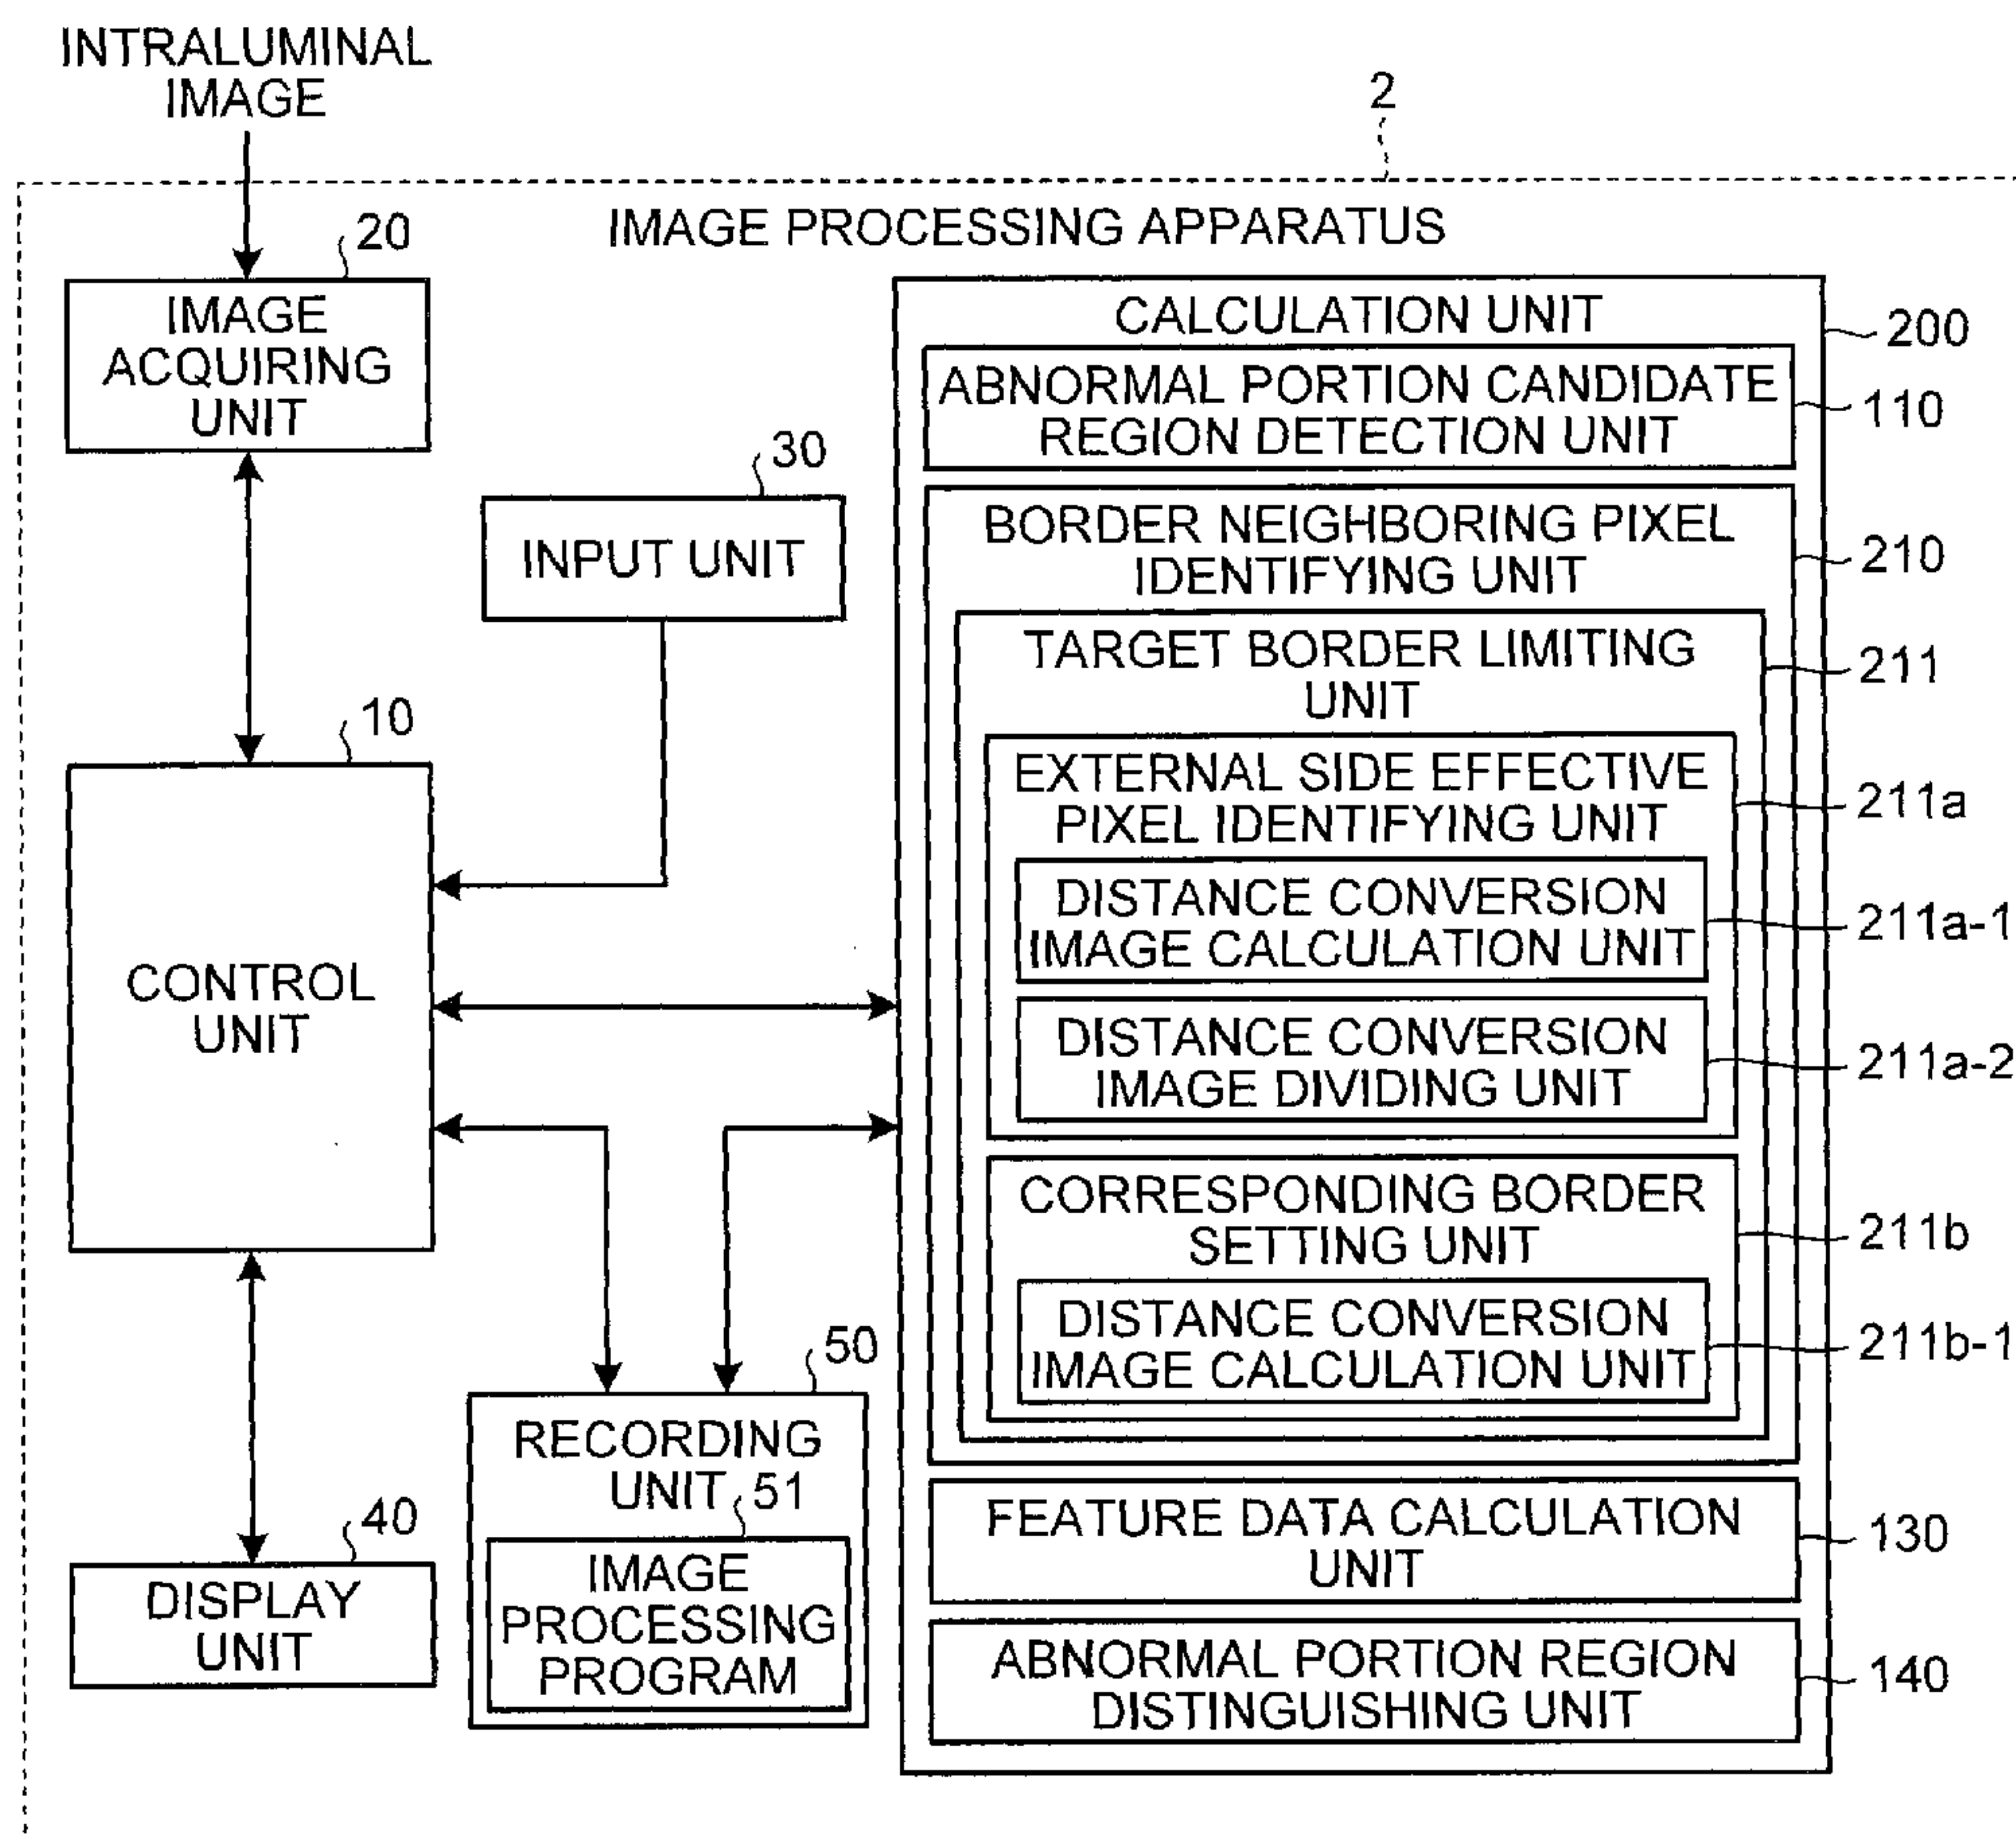 INTRALUMINAL
IMAGE
2
IMAGE PROCESSING APPARATUS
20
IMAGE
ACQUIRING
UNIT
30
INPUT UNIT
10
CONTROL
UNIT
50
RECORDING
UNIT
51
IMAGE
PROCESSING
PROGRAM
40
DISPLAY
UNIT
CALCULATION UNIT
200
ABNORMAL PORTION CANDIDATE
REGION DETECTION UNIT
110
BORDER NEIGHBORING PIXEL
IDENTIFYING UNIT
210
TARGET BORDER LIMITING
UNIT
211
EXTERNAL SIDE EFFECTIVE
PIXEL IDENTIFYING UNIT
211a
DISTANCE CONVERSION
IMAGE CALCULATION UNIT
211a-1
DISTANCE CONVERSION
IMAGE DIVIDING UNIT
211a-2
CORRESPONDING BORDER
SETTING UNIT
211b
DISTANCE CONVERSION
IMAGE CALCULATION UNIT
211b-1
FEATURE DATA CALCULATION
UNIT
130
ABNORMAL PORTION REGION
DISTINGUISHING UNIT
140